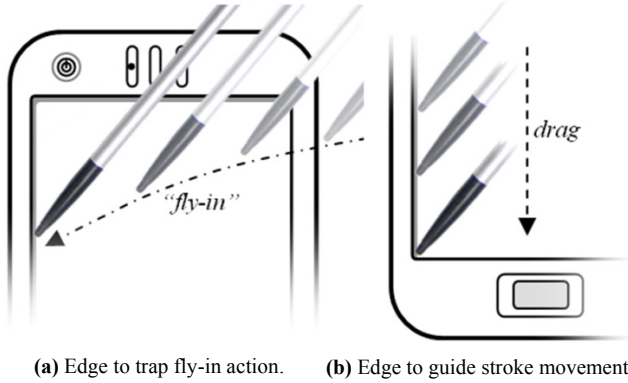 "fly-in"
drag
(a) Edge to trap fly-in action.
(b) Edge to guide stroke movement